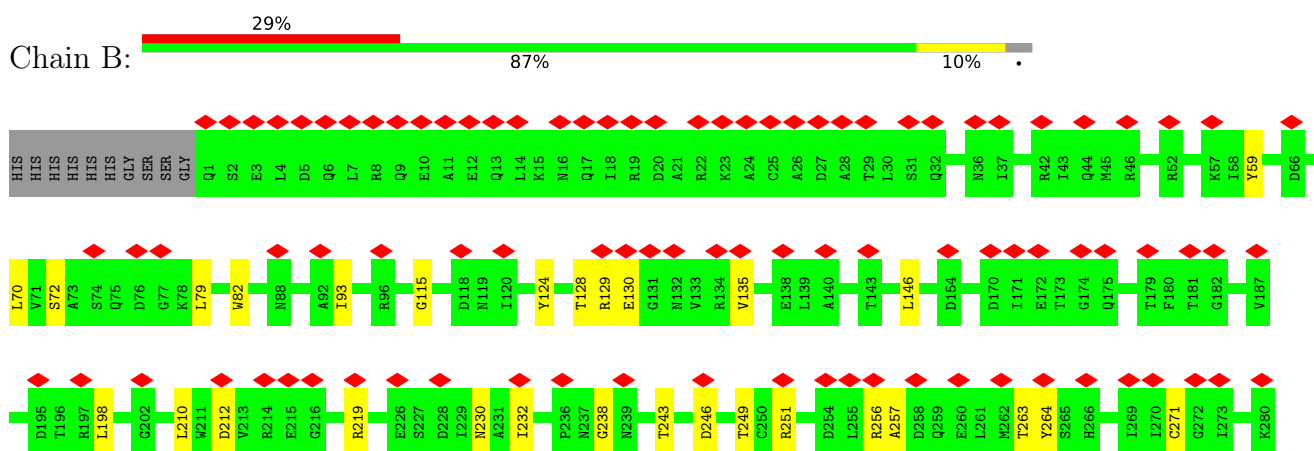 29%
Chain B:
87% 10% •
HIS HIS HIS HIS HIS HIS GLY SER SER GLY Q1 S2 E3 L4 D5 Q6 L7 R8 Q9 E10 A11 E12 Q13 L14 K15 N16 Q17 I18 R19 D20 A21 R22 K23 A24 C25 A26 D27 A28 T29 L30 S31 Q32 N36 I37 R42 I43 Q44 M45 R46 R52 K57 I58 Y59 D66
L70 V71 S72 A73 S74 Q75 D76 G77 K78 L79 W82 N88 A92 I93 R96 G115 D118 N119 I120 Y124 T128 R129 E130 G131 N132 V133 R134 V135 E138 L139 A140 T143 L146 D154 D170 I171 E172 T173 G174 Q175 T179 F180 T181 G182 V187
D195 T196 R197 L198 G202 L210 W211 D212 V213 R214 E215 G216 R219 E226 S227 D228 I229 N230 A231 I232 P236 N237 G238 N239 T243 D246 T249 C250 R251 D254 L255 R256 A257 D258 Q259 E260 L261 M262 T263 Y264 S265 H266 I269 I270 C271 G272 I273 K280